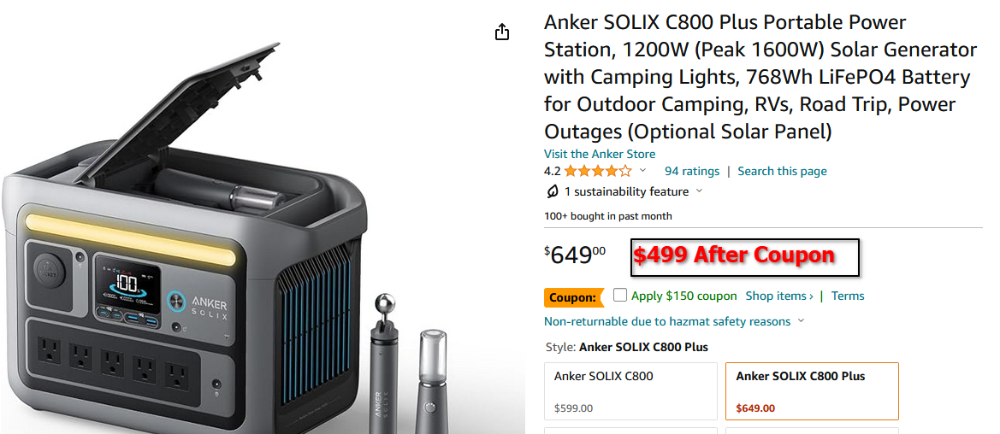 Anker SOLIX C800 Plus Portable Power
Station, 1200W (Peak 1600W) Solar Generator
with Camping Lights, 768Wh LiFePO4 Battery
for Outdoor Camping, RVs, Road Trip, Power
Outages (Optional Solar Panel)
Visit the Anker Store
4.2 94 ratings | Search this page
1 sustainability feature
100+ bought in past month
$649⁰⁰ $499 After Coupon
Coupon: Apply $150 coupon Shop items › | Terms
Non-returnable due to hazmat safety reasons
Style: Anker SOLIX C800 Plus
Anker SOLIX C800
$599.00
Anker SOLIX C800 Plus
$649.00
100
ANKER
SOLIX
ANKER
SOLIX